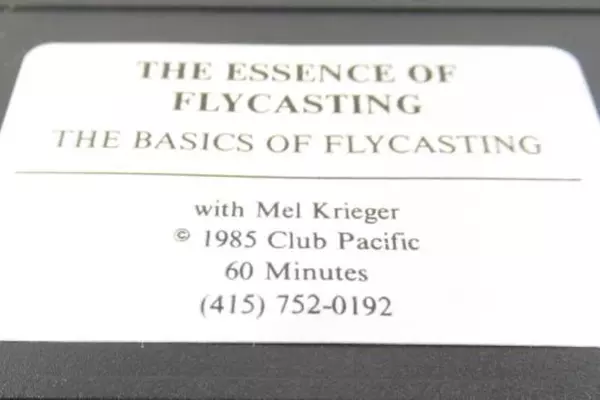 THE ESSENCE OF
FLYCASTING
THE BASICS OF FLYCASTING
with Mel Krieger
© 1985 Club Pacific
60 Minutes
(415) 752-0192